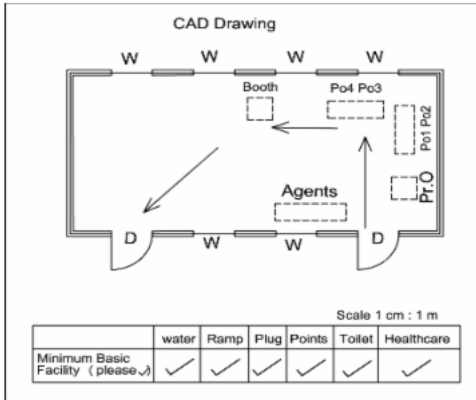 CAD Drawing
W W W W
Booth Po4 Po3
Po1 Po2
Pr.O
Agents
D W W D
Scale 1 cm : 1 m
water Ramp Plug Points Toilet Healthcare
Minimum Basic
Facility ( please ✓)
✓ ✓ ✓ ✓ ✓ ✓